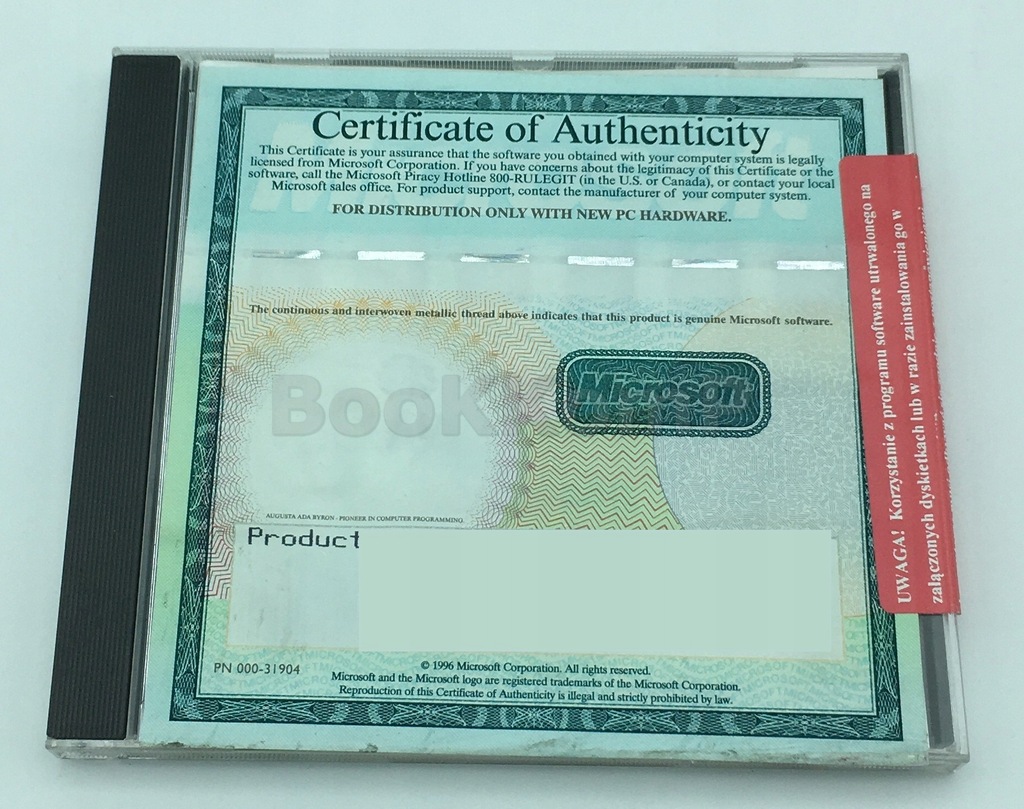 Certificate of Authenticity
This Certificate is your assurance that the software you obtained with your computer system is legally
licensed from Microsoft Corporation. If you have concerns about the legitimacy of this Certificate or the
software, call the Microsoft Piracy Hotline 800-RULEGIT (in the U.S. or Canada), or contact your local
Microsoft sales office. For product support, contact the manufacturer of your computer system.
FOR DISTRIBUTION ONLY WITH NEW PC HARDWARE.
The continuous and interwoven metallic thread above indicates that this product is genuine Microsoft software.
Book
Microsoft
AUGUSTA ADA BYRON - PIONEER IN COMPUTER PROGRAMMING.
Product
PN 000-31904
© 1996 Microsoft Corporation. All rights reserved.
Microsoft and the Microsoft logo are registered trademarks of the Microsoft Corporation.
Reproduction of this Certificate of Authenticity is illegal and strictly prohibited by law.
UWAGA! Korzystanie z programu software utrwalonego na
załączonych dyskietkach lub w razie zainstalowania go w